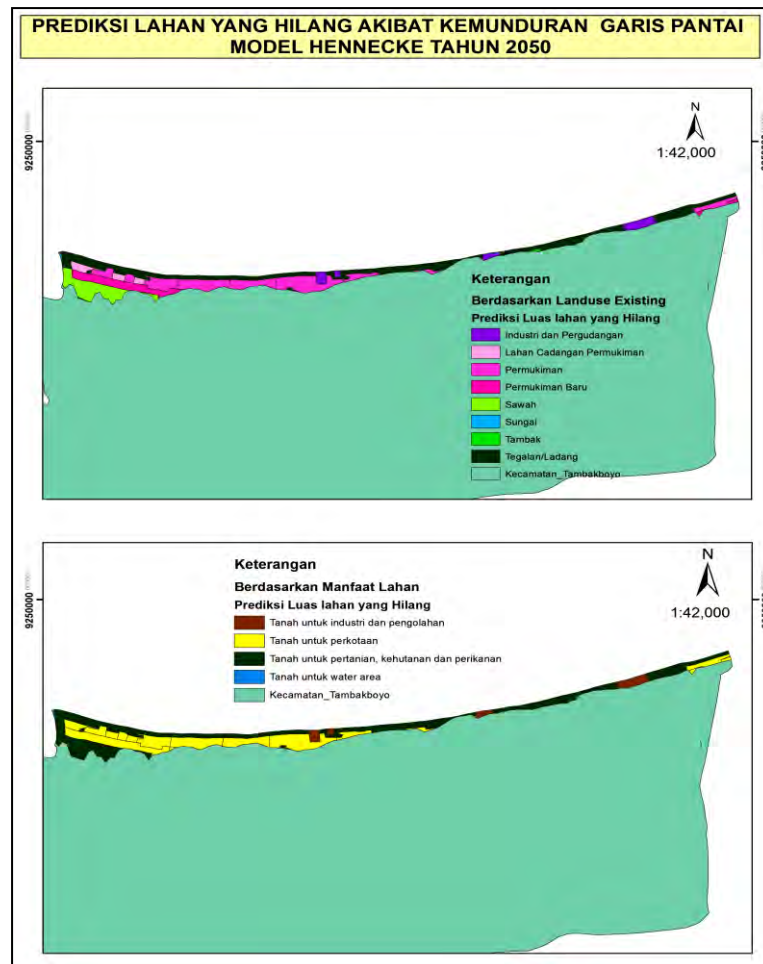 PREDIKSI LAHAN YANG HILANG AKIBAT KEMUNDURAN GARIS PANTAI
MODEL HENNECKE TAHUN 2050
N
1:42,000
9250000
Keterangan
Berdasarkan Landuse Existing
Prediksi Luas lahan yang Hilang
Industri dan Pergudangan
Lahan Cadangan Permukiman
Permukiman
Permukiman Baru
Sawah
Sungai
Tambak
Tegalan/Ladang
Kecamatan_Tambakboyo
Keterangan
Berdasarkan Manfaat Lahan
Prediksi Luas lahan yang Hilang
Tanah untuk industri dan pengolahan
Tanah untuk perkotaan
Tanah untuk pertanian, kehutanan dan perikanan
Tanah untuk water area
Kecamatan_Tambakboyo
N
1:42,000
9250000